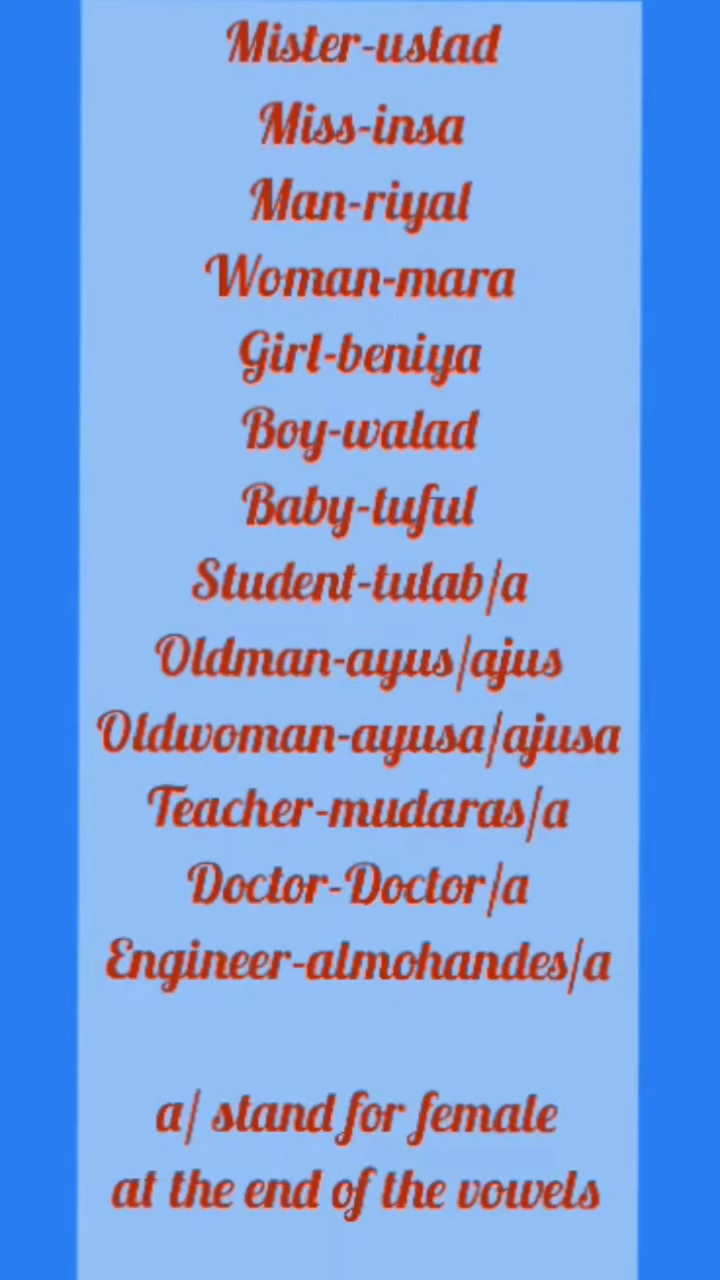 Mister-ustad
Miss-insa
Man-riyal
Woman-mara
Girl-beniya
Boy-walad
Baby-tuful
Student-tulab/a
Oldman-ayus/ajus
Oldwoman-ayusa/ajusa
Teacher-mudaras/a
Doctor-Doctor/a
Engineer-almohandes/a
a/ stand for female
at the end of the vowels